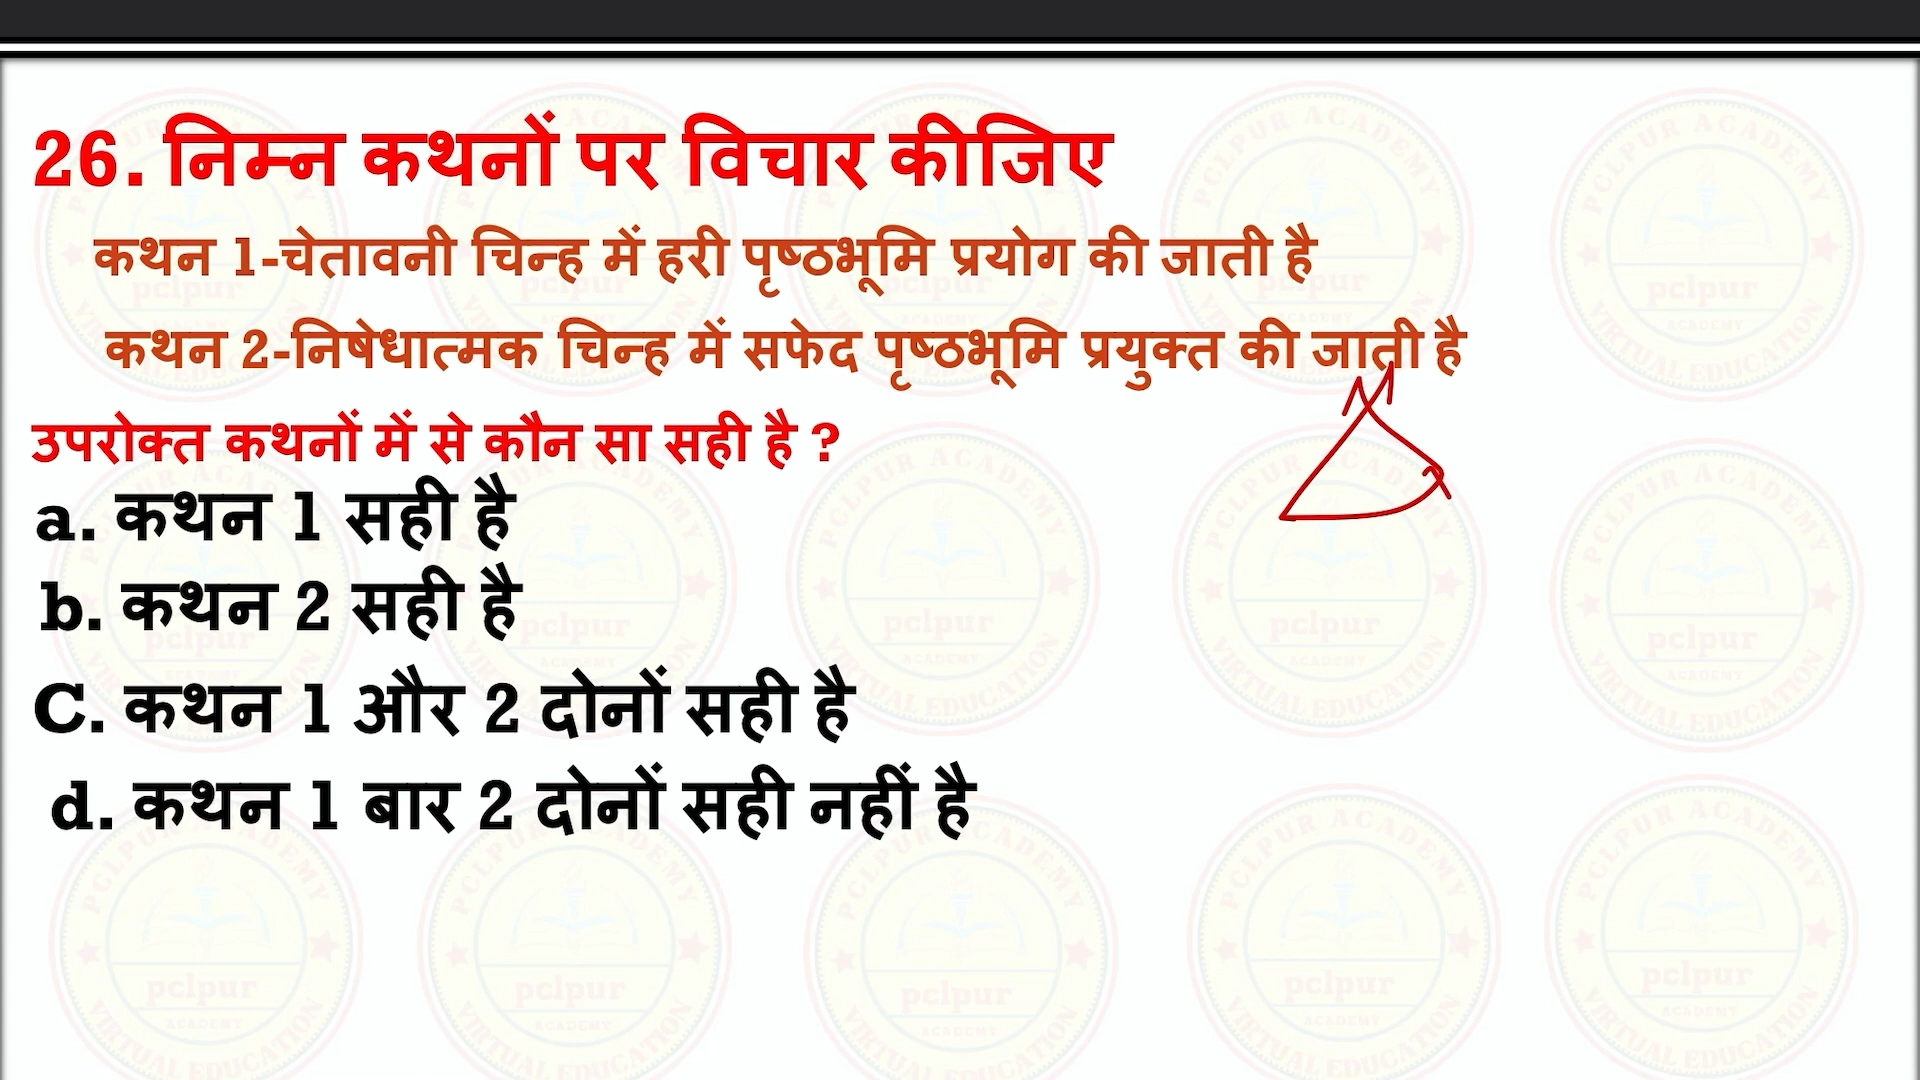 26. निम्न कथनों पर विचार कीजिए
कथन 1-चेतावनी चिन्ह में हरी पृष्ठभूमि प्रयोग की जाती है
कथन 2-निषेधात्मक चिन्ह में सफेद पृष्ठभूमि प्रयुक्त की जाती है
उपरोक्त कथनों में से कौन सा सही है ?
a. कथन 1 सही है
b. कथन 2 सही है
C. कथन 1 और 2 दोनों सही है
d. कथन 1 बार 2 दोनों सही नहीं है